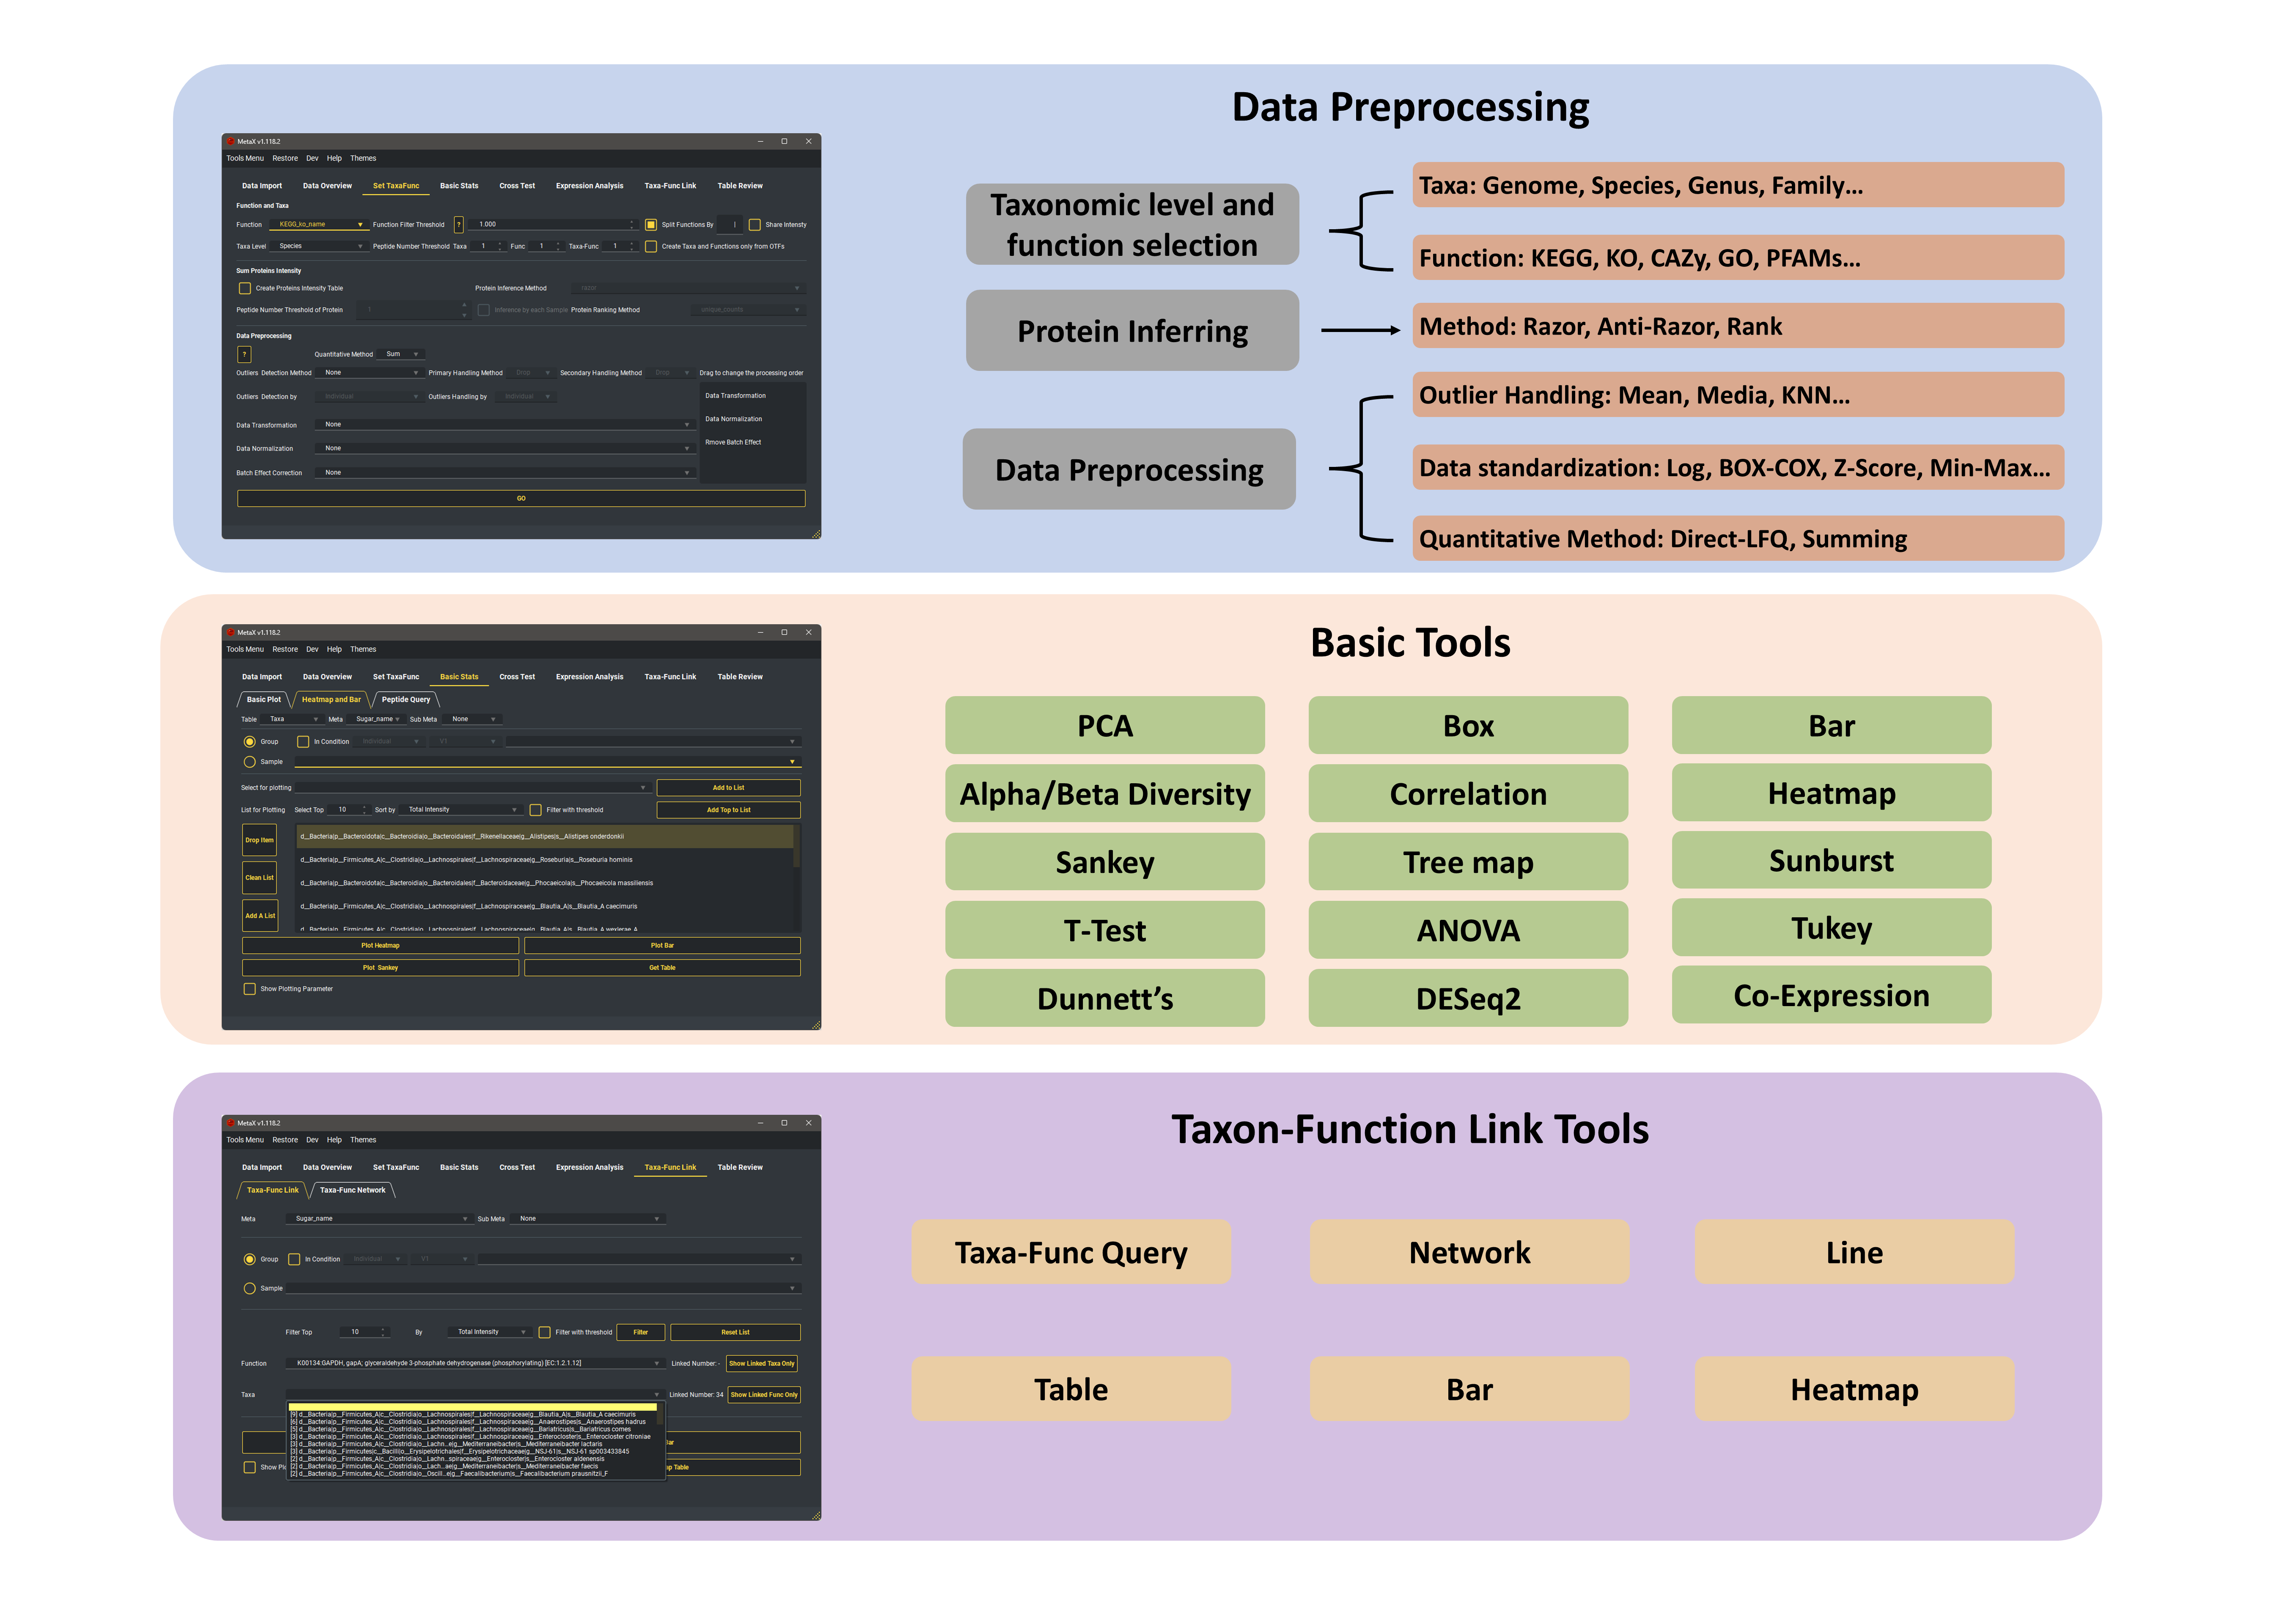 Data Preprocessing
MetaX v1.118.2
Tools Menu Restore Dev Help Themes
Data Import Data Overview Set TaxaFunc Basic Stats Cross Test Expression Analysis Taxa-Func Link Table Review
Function and Taxa
Function KEGG_ko_name Function Filter Threshold ? 1.000 Split Functions By | Share Intensty
Taxa Level Species Peptide Number Threshold Taxa 1 Func 1 Taxa-Func 1 Create Taxa and Functions only from OTFs
Sum Proteins Intensity
Create Proteins Intensity Table Protein Inference Method razor
Peptide Number Threshold of Protein 1 Inference by each Sample Protein Ranking Method unique_counts
Data Preprocessing
? Quantitative Method Sum
Outliers Detection Method None Primary Handling Method Drop Secondary Handling Method Drop Drag to change the processing order
Outliers Detection by Individual Outliers Handling by Individual
Data Transformation
Data Normalization
Rmove Batch Effect
Data Transformation None
Data Normalization None
Batch Effect Correction None
GO
Taxonomic level and
function selection
Taxa: Genome, Species, Genus, Family...
Function: KEGG, KO, CAZy, GO, PFAMs...
Protein Inferring
Method: Razor, Anti-Razor, Rank
Data Preprocessing
Outlier Handling: Mean, Media, KNN...
Data standardization: Log, BOX-COX, Z-Score, Min-Max...
Quantitative Method: Direct-LFQ, Summing
Basic Tools
MetaX v1.118.2
Tools Menu Restore Dev Help Themes
Data Import Data Overview Set TaxaFunc Basic Stats Cross Test Expression Analysis Taxa-Func Link Table Review
Basic Plot Heatmap and Bar Peptide Query
Table Taxa Meta Sugar_name Sub Meta None
Group In Condition Individual V1
Sample
Select for plotting Add to List
List for Plotting Select Top 10 Sort by Total Intensity Filter with threshold Add Top to List
Drop Item
Clean List
Add A List
d__Bacteria|p__Bacteroidota|c__Bacteroidia|o__Bacteroidales|f__Rikenellaceae|g__Alistipes|s__Alistipes onderdonkii
d__Bacteria|p__Firmicutes_A|c__Clostridia|o__Lachnospirales|f__Lachnospiraceae|g__Roseburia|s__Roseburia hominis
d__Bacteria|p__Bacteroidota|c__Bacteroidia|o__Bacteroidales|f__Bacteroidaceae|g__Phocaeicola|s__Phocaeicola massiliensis
d__Bacteria|p__Firmicutes_A|c__Clostridia|o__Lachnospirales|f__Lachnospiraceae|g__Blautia_A|s__Blautia_A caecimuris
d__Bacteria|p__Firmicutes_A|c__Clostridia|o__Lachnospirales|f__Lachnospiraceae|g__Blautia_A|s__Blautia_A wexlerae_A
Plot Heatmap Plot Bar
Plot Sankey Get Table
Show Plotting Parameter
PCA Box Bar
Alpha/Beta Diversity Correlation Heatmap
Sankey Tree map Sunburst
T-Test ANOVA Tukey
Dunnett’s DESeq2 Co-Expression
Taxon-Function Link Tools
MetaX v1.118.2
Tools Menu Restore Dev Help Themes
Data Import Data Overview Set TaxaFunc Basic Stats Cross Test Expression Analysis Taxa-Func Link Table Review
Taxa-Func Link Taxa-Func Network
Meta Sugar_name Sub Meta None
Group In Condition Individual V1
Sample
Filter Top 10 By Total Intensity Filter with threshold Filter Reset List
Function K00134:GAPDH, gapA; glyceraldehyde 3-phosphate dehydrogenase (phosphorylating) [EC:1.2.1.12] Linked Number: - Show Linked Taxa Only
Taxa Linked Number: 34 Show Linked Func Only
[9] d__Bacteria|p__Firmicutes_A|c__Clostridia|o__Lachnospirales|f__Lachnospiraceae|g__Blautia_A|s__Blautia_A caecimuris
[6] d__Bacteria|p__Firmicutes_A|c__Clostridia|o__Lachnospirales|f__Lachnospiraceae|g__Anaerostipes|s__Anaerostipes hadrus
[5] d__Bacteria|p__Firmicutes_A|c__Clostridia|o__Lachnospirales|f__Lachnospiraceae|g__Bariatricus|s__Bariatricus comes
[3] d__Bacteria|p__Firmicutes_A|c__Clostridia|o__Lachnospirales|f__Lachnospiraceae|g__Enterocloster|s__Enterocloster citroniae
[3] d__Bacteria|p__Firmicutes_A|c__Clostridia|o__Lachn..e|g__Mediterraneibacter|s__Mediterraneibacter lactaris
[3] d__Bacteria|p__Firmicutes|c__Bacilli|o__Erysipelotrichales|f__Erysipelotrichaceae|g__NSJ-61|s__NSJ-61 sp003433845
[2] d__Bacteria|p__Firmicutes_A|c__Clostridia|o__Lachn...spiraceae|g__Enterocloster|s__Enterocloster aldenensis
[2] d__Bacteria|p__Firmicutes_A|c__Clostridia|o__Lach...ae|g__Mediterraneibacter|s__Mediterraneibacter faecis
[2] d__Bacteria|p__Firmicutes_A|c__Clostridia|o__Oscill...e|g__Faecalibacterium|s__Faecalibacterium prausnitzii_F
ar
Show Pl
p Table
Taxa-Func Query Network Line
Table Bar Heatmap